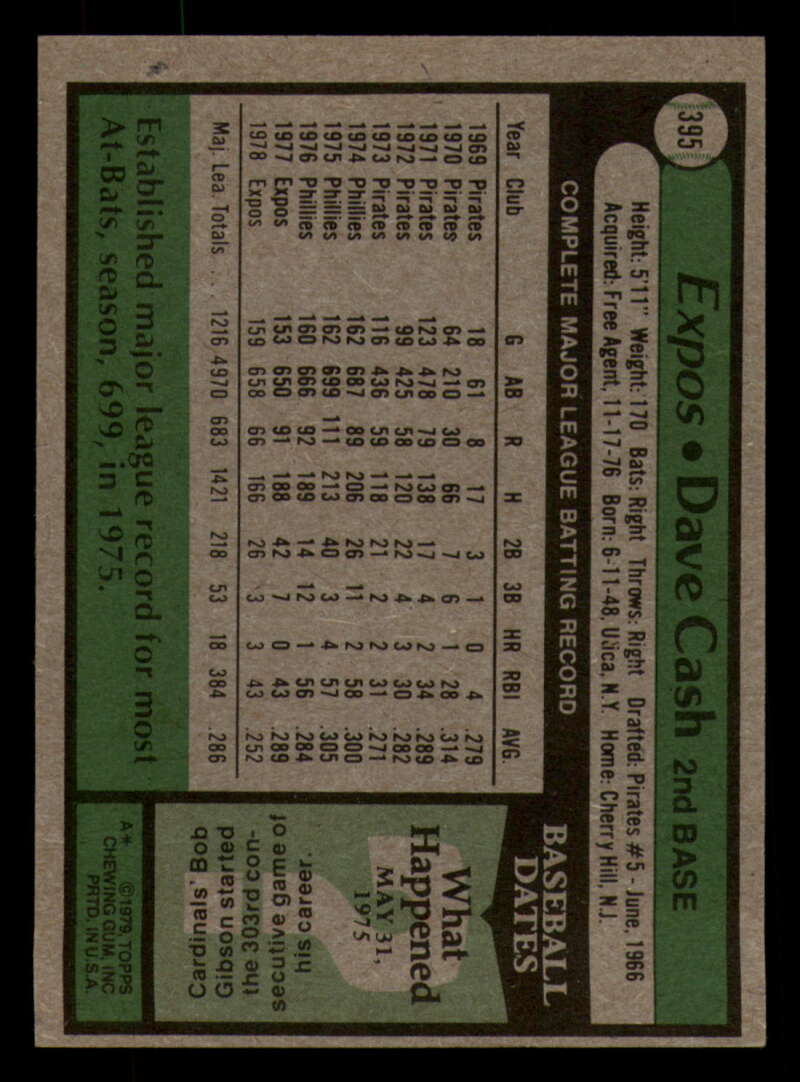 395
Expos • Dave Cash 2nd BASE
Height: 5'11" Weight: 170 Bats: Right Throws: Right Drafted: Pirates #5 - June, 1966
Acquired: Free Agent, 11-17-76 Born: 6-11-48, Utica, N.Y. Home: Cherry Hill, N.J.
COMPLETE MAJOR LEAGUE BATTING RECORD
Year Club G AB R H 2B 3B HR RBI AVG.
1969 Pirates 18 61 8 17 3 1 0 4 .279
1970 Pirates 64 210 30 66 7 6 1 28 .314
1971 Pirates 123 478 79 138 17 4 2 34 .289
1972 Pirates 99 425 58 120 22 4 3 30 .282
1973 Pirates 116 436 59 118 21 2 2 31 .271
1974 Phillies 162 687 89 206 26 11 2 58 .300
1975 Phillies 162 699 111 213 40 3 4 57 .305
1976 Phillies 160 666 92 189 14 12 1 56 .284
1977 Expos 153 650 91 188 42 7 0 43 .289
1978 Expos 159 658 66 166 26 3 3 43 .252
Maj. Lea. Totals . . . 1216 4970 683 1421 218 53 18 384 .286
Established major league record for most
At-Bats, season, 699, in 1975.
BASEBALL
DATES
What
Happened
MAY 31,
1975
Cardinals' Bob
Gibson started
the 303rd con-
secutive game of
his career.
A* ©1979, TOPPS
CHEWING GUM, INC
PRTD. IN U.S.A.